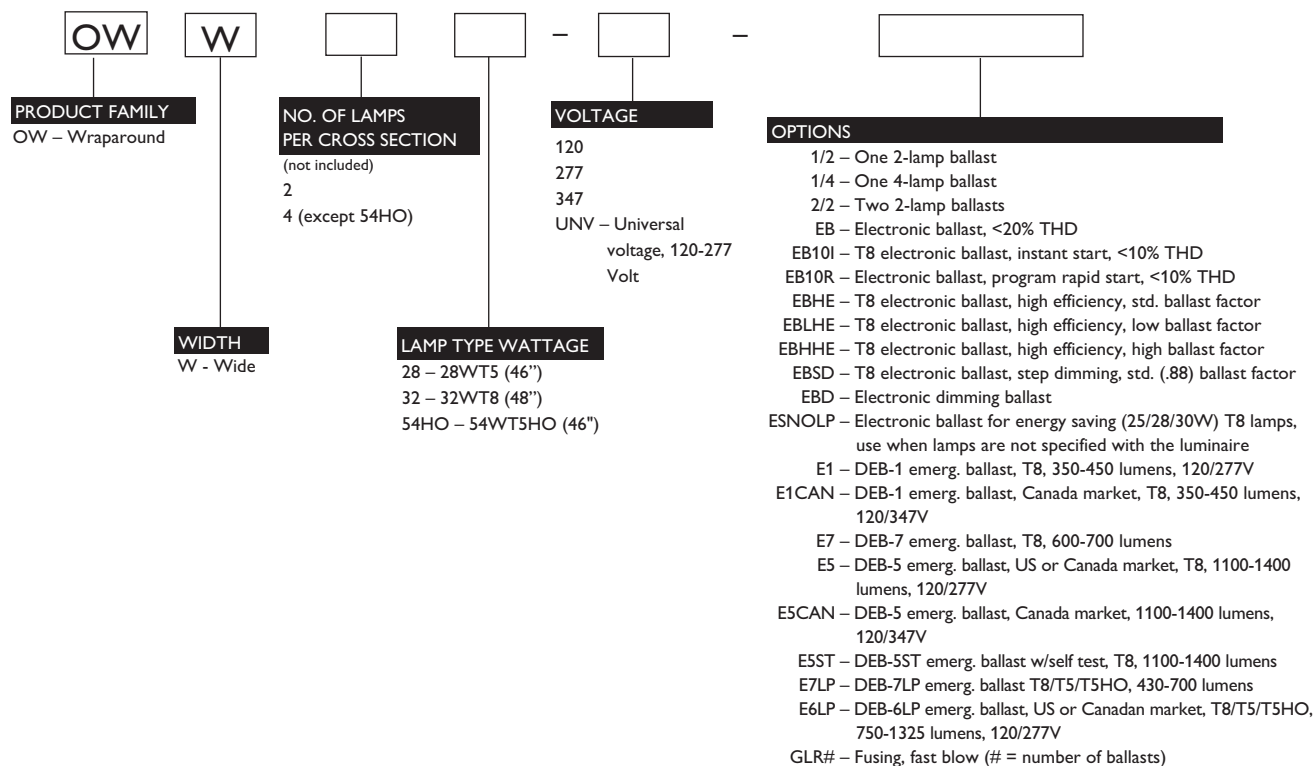 OW W – –
PRODUCT FAMILY
OW – Wraparound
WIDTH
W - Wide
NO. OF LAMPS
PER CROSS SECTION
(not included)
2
4 (except 54HO)
LAMP TYPE WATTAGE
28 – 28WT5 (46”)
32 – 32WT8 (48”)
54HO – 54WT5HO (46")
VOLTAGE
120
277
347
UNV – Universal
voltage, 120-277
Volt
OPTIONS
1/2 – One 2-lamp ballast
1/4 – One 4-lamp ballast
2/2 – Two 2-lamp ballasts
EB – Electronic ballast, <20% THD
EB10I – T8 electronic ballast, instant start, <10% THD
EB10R – Electronic ballast, program rapid start, <10% THD
EBHE – T8 electronic ballast, high efficiency, std. ballast factor
EBLHE – T8 electronic ballast, high efficiency, low ballast factor
EBHHE – T8 electronic ballast, high efficiency, high ballast factor
EBSD – T8 electronic ballast, step dimming, std. (.88) ballast factor
EBD – Electronic dimming ballast
ESNOLP – Electronic ballast for energy saving (25/28/30W) T8 lamps,
use when lamps are not specified with the luminaire
E1 – DEB-1 emerg. ballast, T8, 350-450 lumens, 120/277V
E1CAN – DEB-1 emerg. ballast, Canada market, T8, 350-450 lumens,
120/347V
E7 – DEB-7 emerg. ballast, T8, 600-700 lumens
E5 – DEB-5 emerg. ballast, US or Canada market, T8, 1100-1400
lumens, 120/277V
E5CAN – DEB-5 emerg. ballast, Canada market, 1100-1400 lumens,
120/347V
E5ST – DEB-5ST emerg. ballast w/self test, T8, 1100-1400 lumens
E7LP – DEB-7LP emerg. ballast T8/T5/T5HO, 430-700 lumens
E6LP – DEB-6LP emerg. ballast, US or Canadan market, T8/T5/T5HO,
750-1325 lumens, 120/277V
GLR# – Fusing, fast blow (# = number of ballasts)